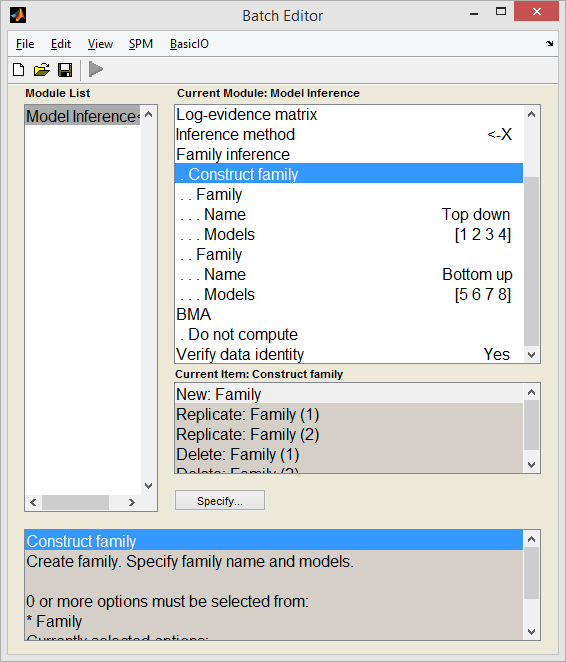 Batch Editor
File Edit View SPM BasicIO
Module List
Current Module: Model Inference
Model Inference<
Log-evidence matrix
Inference method <-X
Family inference
. Construct family
. . Family
. . . Name Top down
. . . Models [1 2 3 4]
. . Family
. . . Name Bottom up
. . . Models [5 6 7 8]
BMA
. Do not compute
Verify data identity Yes
Current Item: Construct family
New: Family
Replicate: Family (1)
Replicate: Family (2)
Delete: Family (1)
Delete: Family (2)
Specify...
Construct family
Create family. Specify family name and models.
0 or more options must be selected from:
* Family
Currently selected options: